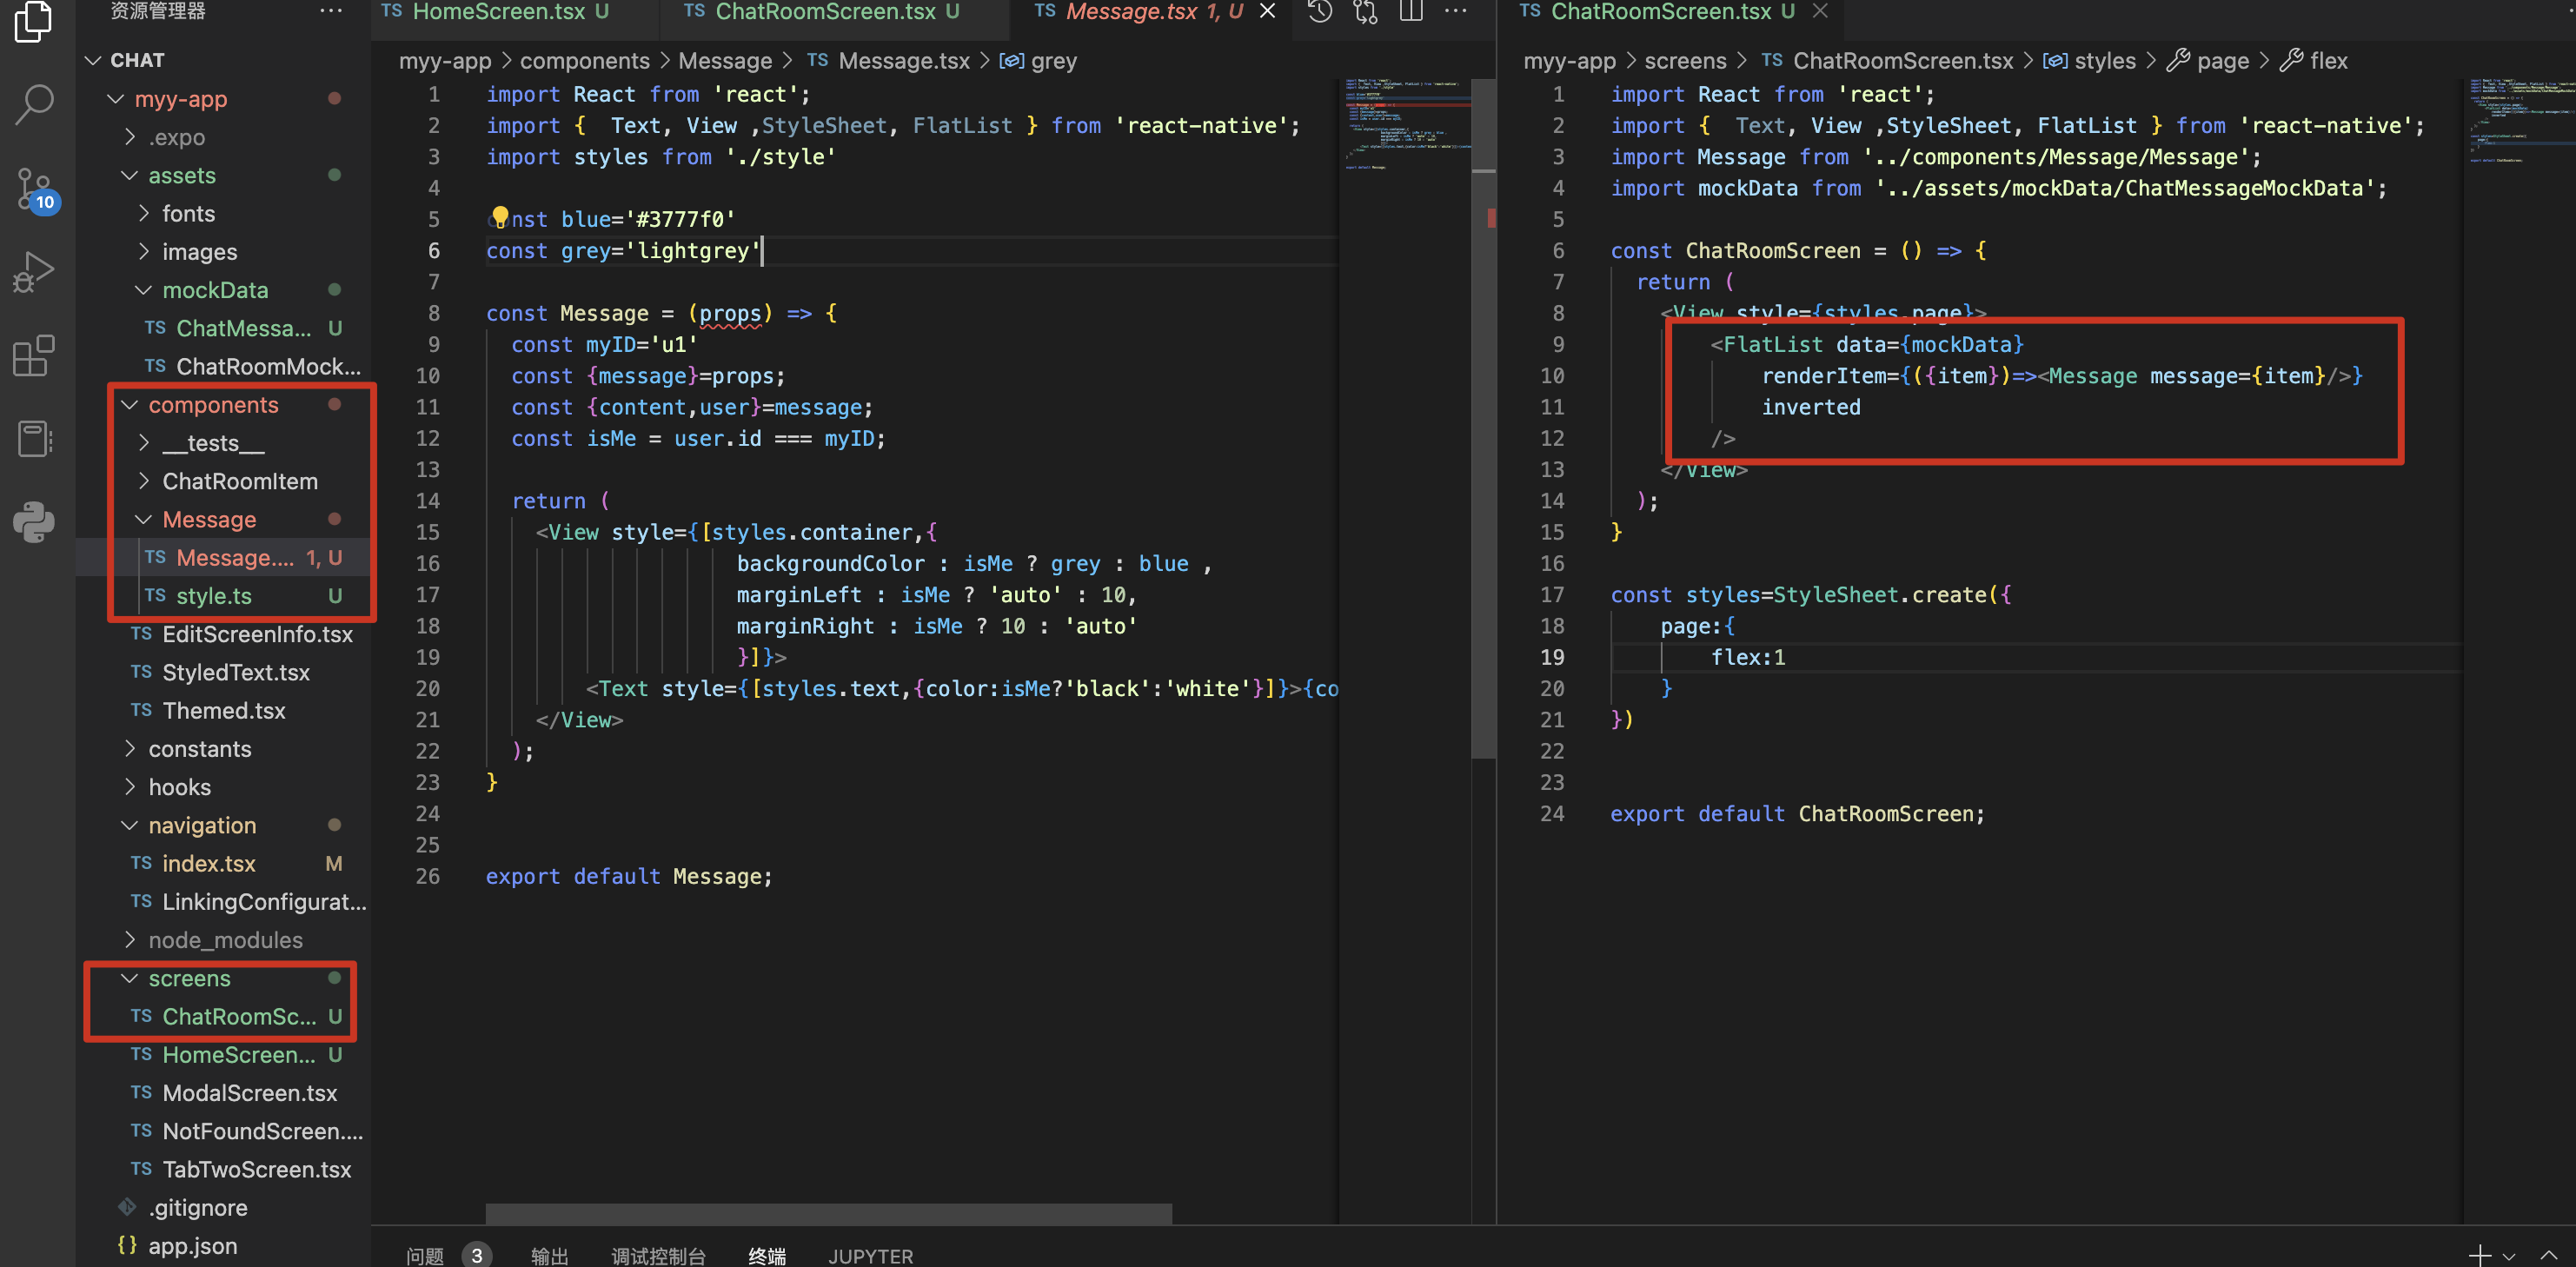 资源管理器
CHAT
myy-app
.expo
assets
fonts
images
mockData
TS ChatMessa... U
TS ChatRoomMock...
components
__tests__
ChatRoomItem
Message
TS Message.... 1, U
TS style.ts U
TS EditScreenInfo.tsx
TS StyledText.tsx
TS Themed.tsx
constants
hooks
navigation
TS index.tsx M
TS LinkingConfigurat...
node_modules
screens
TS ChatRoomSc... U
TS HomeScreen... U
TS ModalScreen.tsx
TS NotFoundScreen....
TS TabTwoScreen.tsx
.gitignore
{} app.json
10
TS HomeScreen.tsx U
TS ChatRoomScreen.tsx U
TS Message.tsx 1, U
myy-app > components > Message > TS Message.tsx > grey
1 import React from 'react';
2 import {  Text, View ,StyleSheet, FlatList } from 'react-native';
3 import styles from './style'
4
5 const blue='#3777f0'
6 const grey='lightgrey'
7
8 const Message = (props) => {
9 const myID='u1'
10 const {message}=props;
11 const {content,user}=message;
12 const isMe = user.id === myID;
13
14 return (
15 <View style={[styles.container,{
16 backgroundColor : isMe ? grey : blue ,
17 marginLeft : isMe ? 'auto' : 10,
18 marginRight : isMe ? 10 : 'auto'
19 }]}>
20 <Text style={[styles.text,{color:isMe?'black':'white'}]}>{co
21 </View>
22 );
23 }
24
25
26 export default Message;
TS ChatRoomScreen.tsx U
myy-app > screens > TS ChatRoomScreen.tsx > styles > page > flex
1 import React from 'react';
2 import {  Text, View ,StyleSheet, FlatList } from 'react-native';
3 import Message from '../components/Message/Message';
4 import mockData from '../assets/mockData/ChatMessageMockData';
5
6 const ChatRoomScreen = () => {
7 return (
8 <View style={styles.page}>
9 <FlatList data={mockData}
10 renderItem={({item})=><Message message={item}/>}
11 inverted
12 />
13 </View>
14 );
15 }
16
17 const styles=StyleSheet.create({
18 page:{
19 flex:1
20 }
21 })
22
23
24 export default ChatRoomScreen;
问题 3 输出 调试控制台 终端 JUPYTER